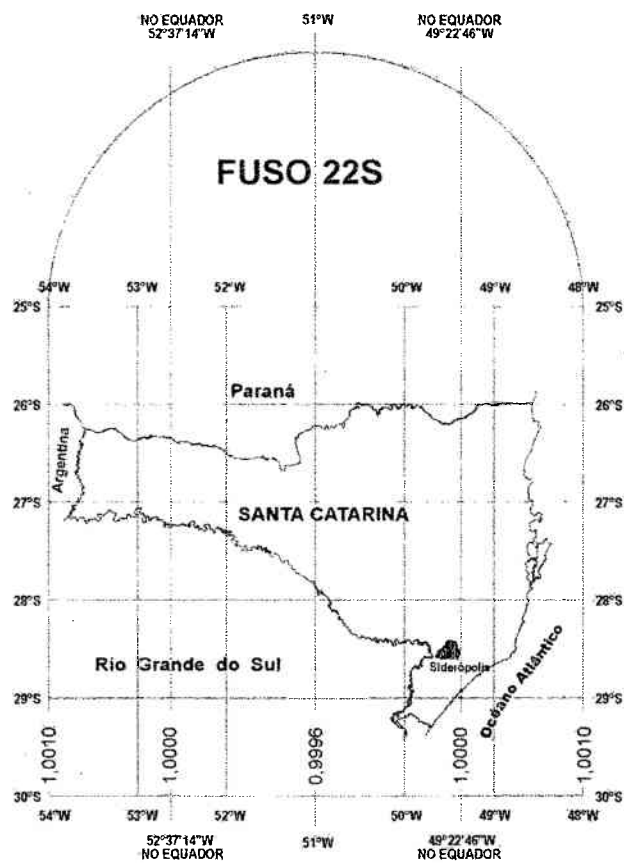 NO EQUADOR
52°37'14"W
51°W
NO EQUADOR
49°22'46"W
FUSO 22S
54°W
53°W
52°W
50°W
49°W
48°W
25°S
25°S
Paraná
26°S
26°S
Argentina
27°S
27°S
SANTA CATARINA
28°S
28°S
Rio Grande do Sul
Siderópolis
Océano Atlântico
29°S
29°S
1,0010
1,0000
0,9996
1,0000
1,0010
30°S
30°S
54°W
53°W
52°W
50°W
49°W
48°W
52°37'14"W
NO EQUADOR
51°W
49°22'46"W
NO EQUADOR